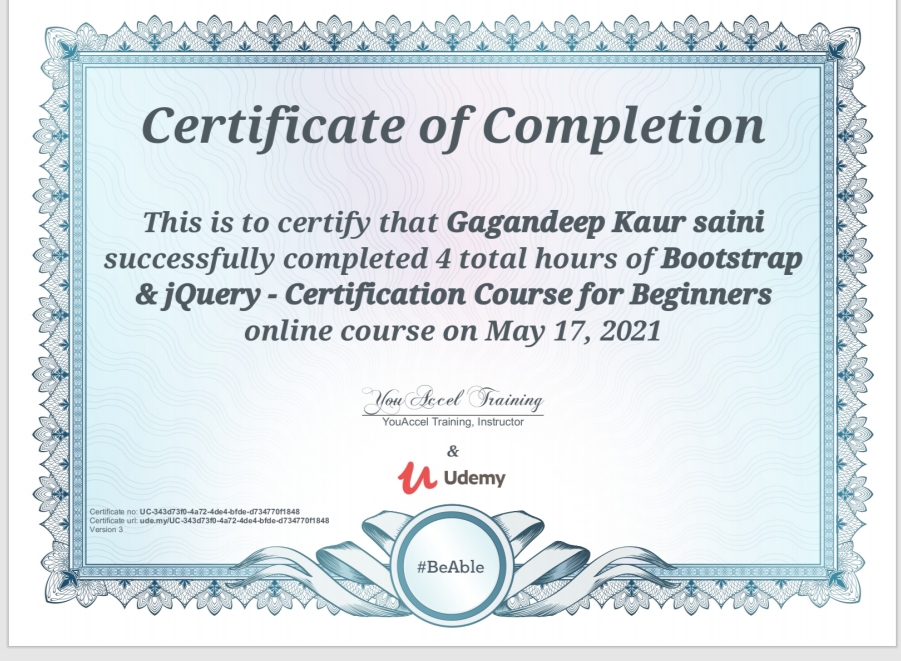 Certificate of Completion
This is to certify that Gagandeep Kaur saini
successfully completed 4 total hours of Bootstrap
& jQuery - Certification Course for Beginners
online course on May 17, 2021
YouAccel Training
YouAccel Training, Instructor
&
Udemy
Certificate no: UC-343d73f0-4a72-4de4-bfde-d734770f1848
Certificate url: ude.my/UC-343d73f0-4a72-4de4-bfde-d734770f1848
Version 3
#BeAble